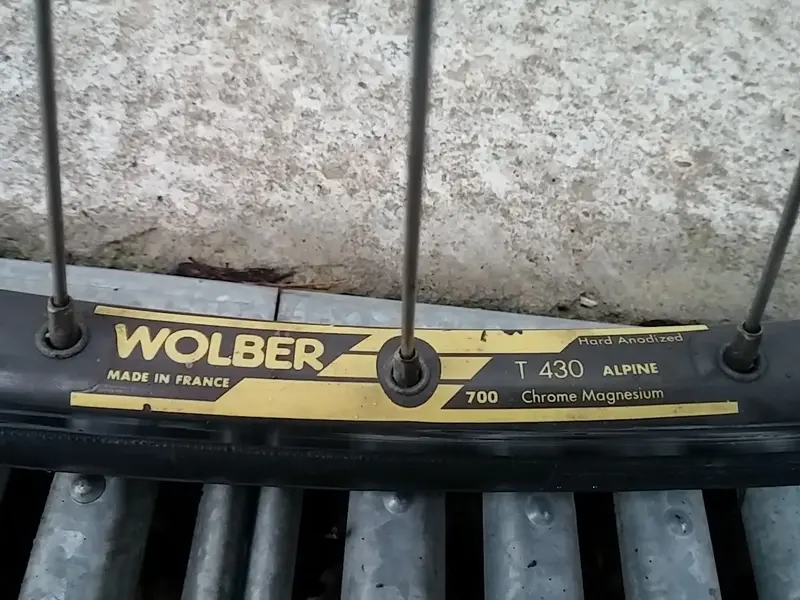 WOLBER
MADE IN FRANCE
Hard Anodized
T 430 ALPINE
700 Chrome Magnesium